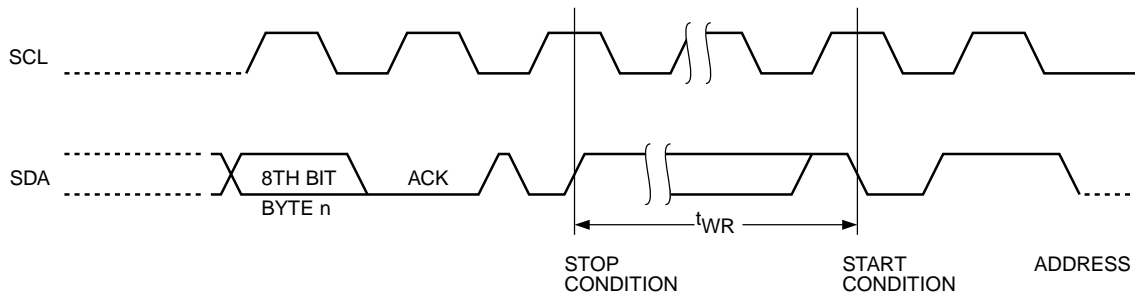 SCL
SDA
8TH BIT
ACK
BYTE n
tWR
STOP
CONDITION
START
CONDITION
ADDRESS